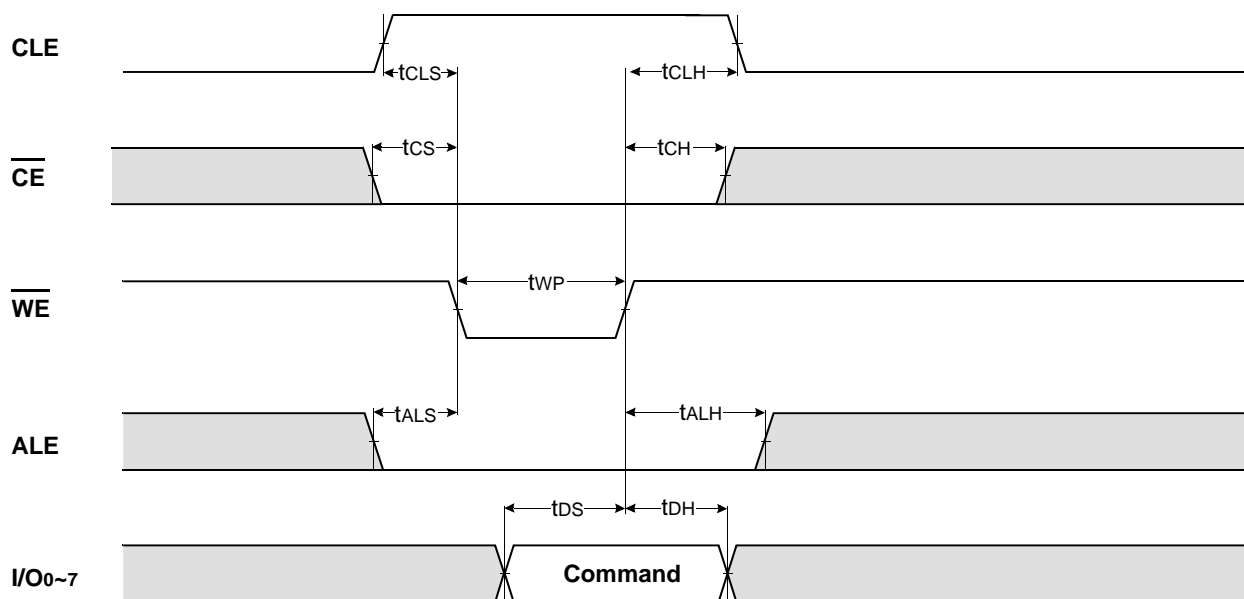 CLE
tCLS
tCLH
CE
tCS
tCH
WE
tWP
ALE
tALS
tALH
tDS
tDH
I/O0~7
Command